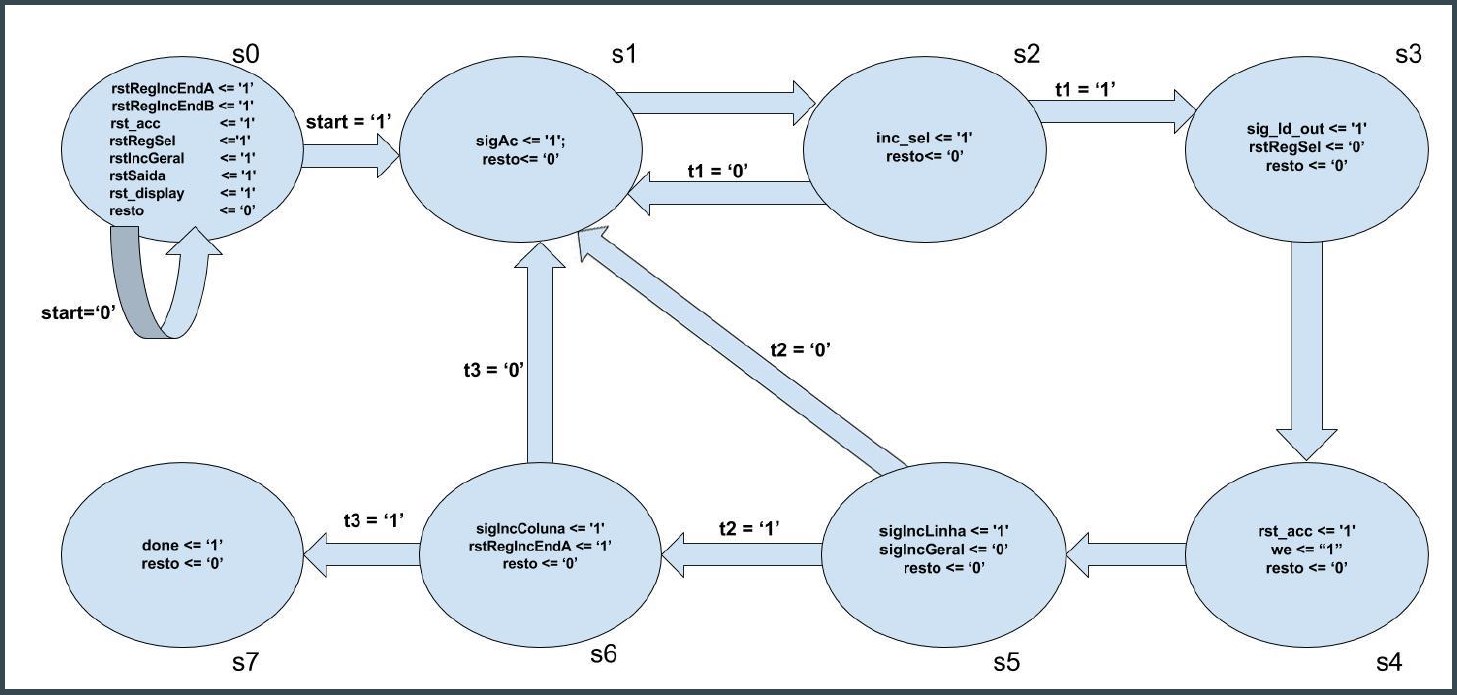 s0
rstRegIncEndA <= '1'
rstRegIncEndB <= '1'
rst_acc <= '1'
rstRegSel <='1'
rstIncGeral <= '1'
rstSaida <= '1'
rst_display <= '1'
resto <= ‘0’
start = ‘1’
start=‘0’
s1
sigAc <= '1';
resto<= ‘0’
s2
inc_sel <= '1'
resto<= ‘0’
t1 = ‘1’
t1 = ‘0’
s3
sig_ld_out <= '1'
rstRegSel <= ‘0’
resto <= ‘0’
t3 = ‘0’
t2 = ‘0’
done <= ‘1’
resto <= ‘0’
s7
t3 = ‘1’
sigIncColuna <= '1'
rstRegIncEndA <= ‘1’
resto <= ‘0’
s6
t2 = ‘1’
sigIncLinha <= '1'
sigIncGeral <= ‘0’
resto <= ‘0’
s5
rst_acc <= '1'
we <= “1”
resto <= ‘0’
s4